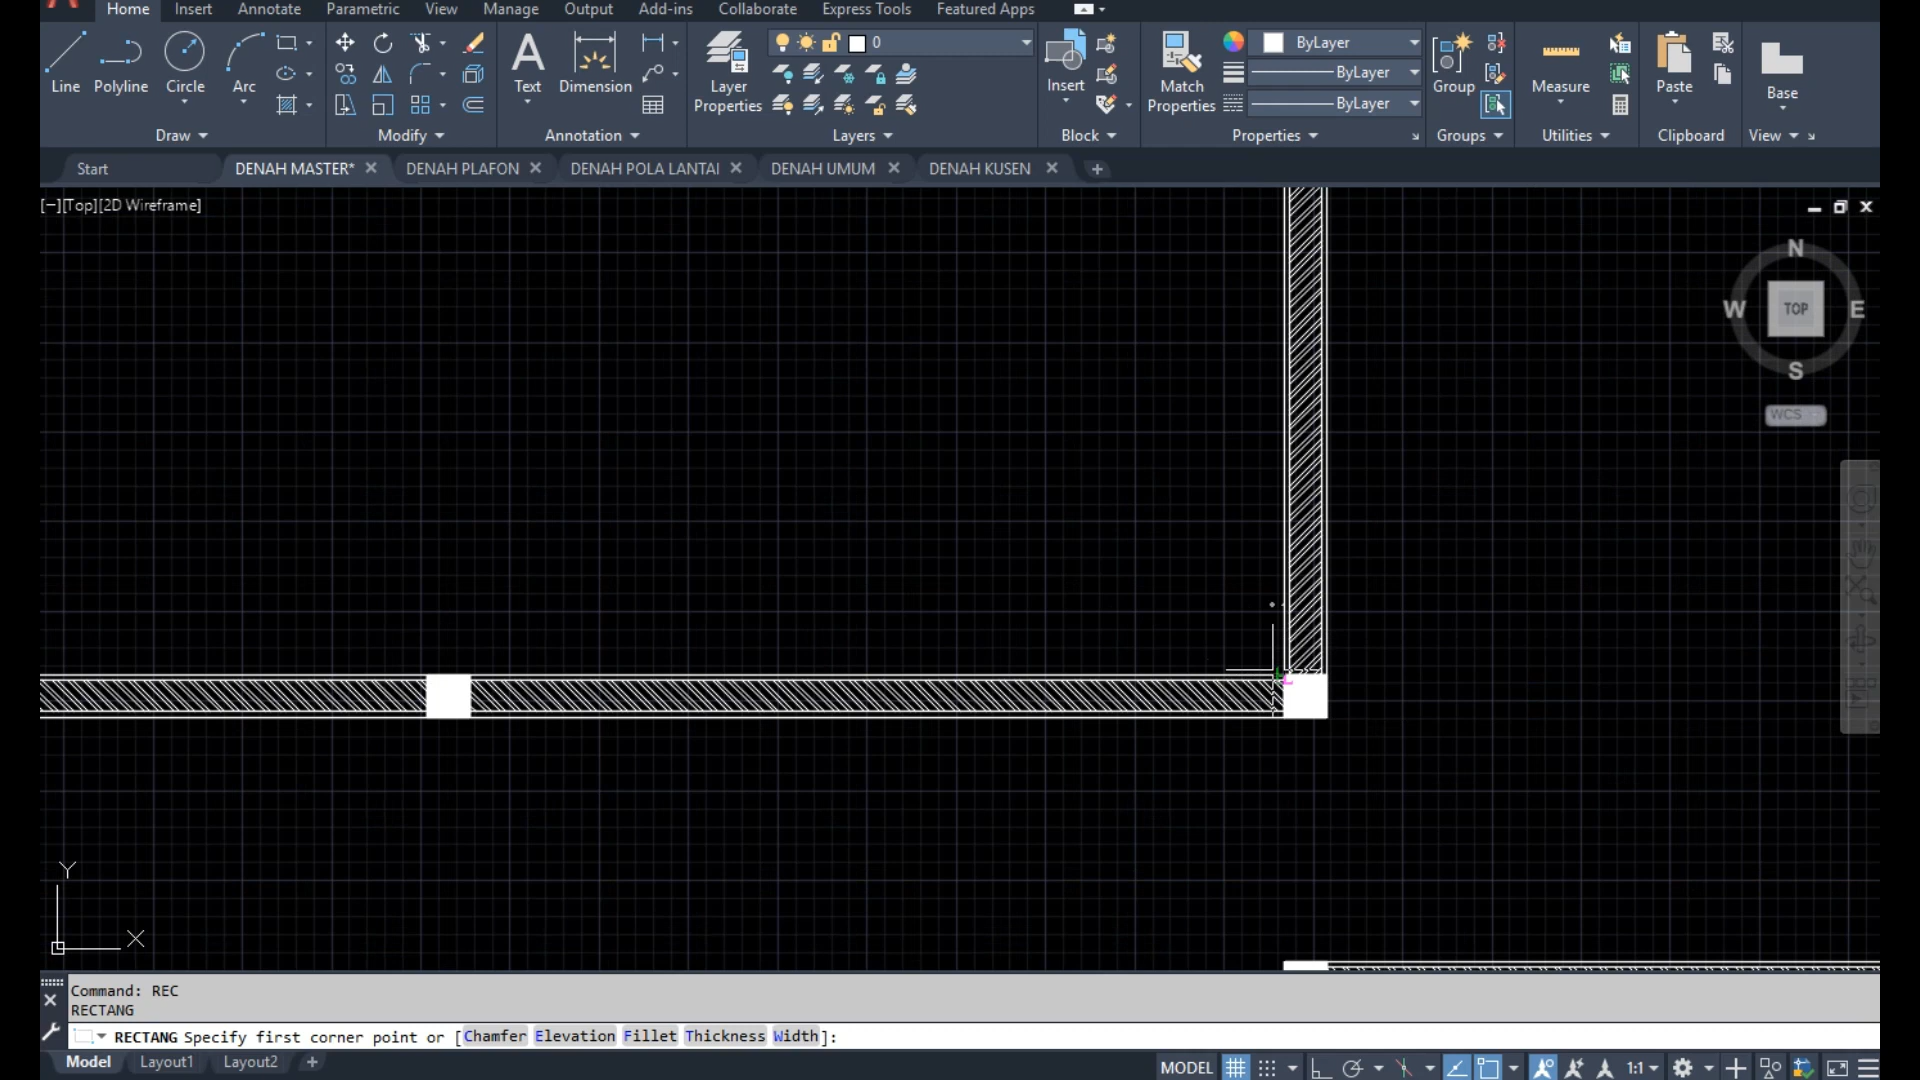 Home Insert Annotate Parametric View Manage Output Add-ins Collaborate Express Tools Featured Apps
Line Polyline Circle Arc
Text Dimension
Layer Properties
0
Insert
Match Properties
ByLayer
ByLayer
ByLayer
Group
Measure
Paste
Base
Draw Modify Annotation Layers Block Properties Groups Utilities Clipboard View
Start DENAH MASTER* DENAH PLAFON DENAH POLA LANTAI DENAH UMUM DENAH KUSEN
[−][Top][2D Wireframe]
N
W TOP E
S
WCS
Y
X
Command: REC
RECTANG
RECTANG Specify first corner point or [Chamfer Elevation Fillet Thickness Width]:
Model Layout1 Layout2
MODEL 1:1